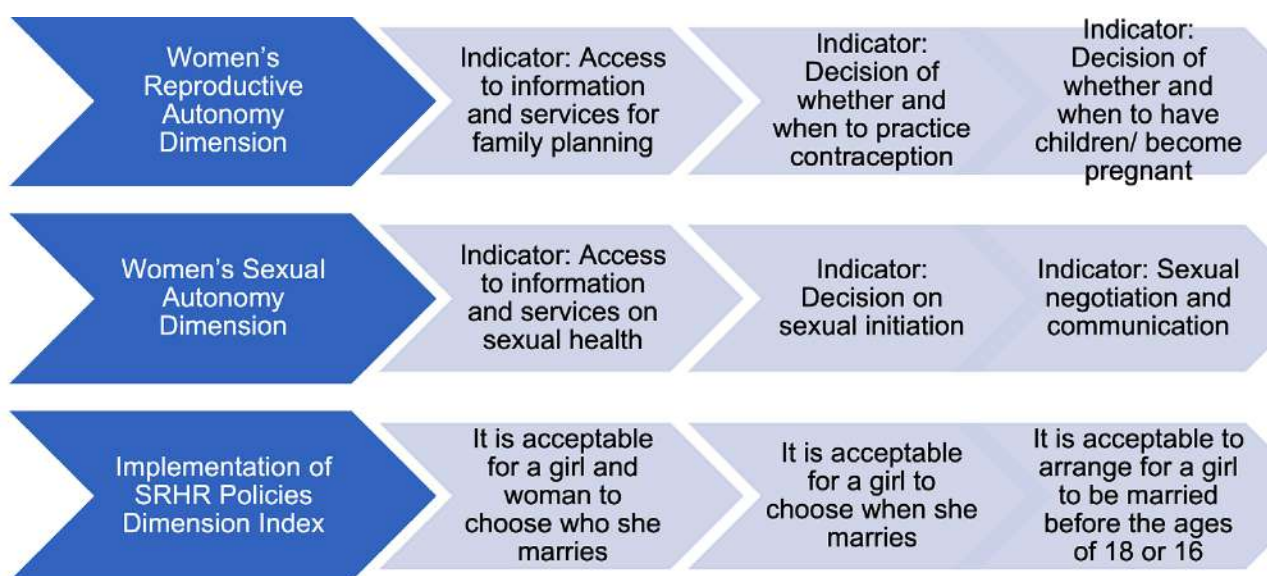 Women's
Reproductive
Autonomy
Dimension
Indicator: Access
to information
and services for
family planning
Indicator:
Decision of
whether and
when to practice
contraception
Indicator:
Decision of
whether and
when to have
children/ become
pregnant
Women's Sexual
Autonomy
Dimension
Indicator: Access
to information
and services on
sexual health
Indicator:
Decision on
sexual initiation
Indicator: Sexual
negotiation and
communication
Implementation of
SRHR Policies
Dimension Index
It is acceptable
for a girl and
woman to
choose who she
marries
It is acceptable
for a girl to
choose when she
marries
It is acceptable to
arrange for a girl
to be married
before the ages
of 18 or 16